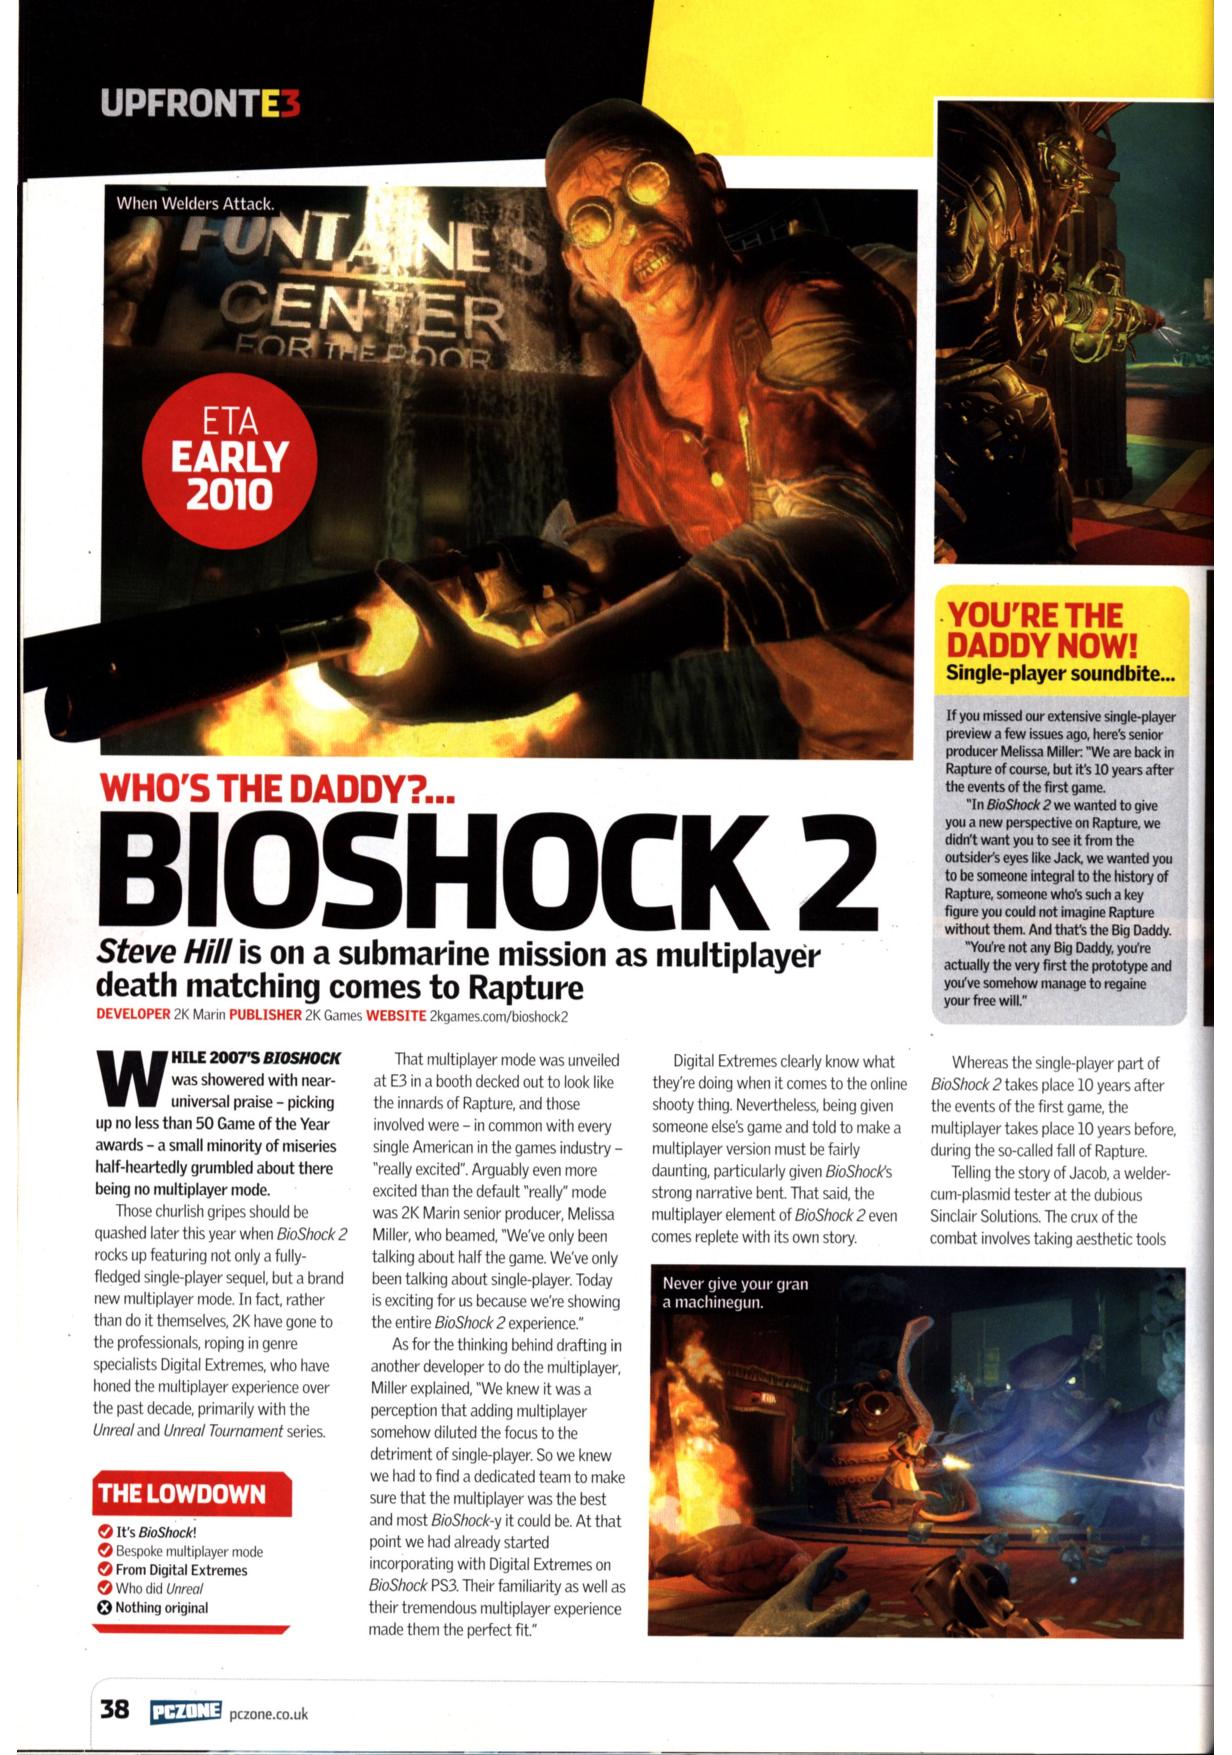 UPFRONTE3
When Welders Attack.
FONTAINE'S
CENTER
FOR THE POOR
ETA
EARLY
2010
WHO'S THE DADDY?...
BIOSHOCK 2
Steve Hill is on a submarine mission as multiplayer
death matching comes to Rapture
DEVELOPER 2K Marin PUBLISHER 2K Games WEBSITE 2kgames.com/bioshock2
WHILE 2007'S BIOSHOCK
was showered with near-
universal praise – picking
up no less than 50 Game of the Year
awards – a small minority of miseries
half-heartedly grumbled about there
being no multiplayer mode.
Those churlish gripes should be
quashed later this year when BioShock 2
rocks up featuring not only a fully-
fledged single-player sequel, but a brand
new multiplayer mode. In fact, rather
than do it themselves, 2K have gone to
the professionals, roping in genre
specialists Digital Extremes, who have
honed the multiplayer experience over
the past decade, primarily with the
Unreal and Unreal Tournament series.
THE LOWDOWN
It's BioShock!
Bespoke multiplayer mode
From Digital Extremes
Who did Unreal
Nothing original
That multiplayer mode was unveiled
at E3 in a booth decked out to look like
the innards of Rapture, and those
involved were – in common with every
single American in the games industry –
"really excited". Arguably even more
excited than the default "really" mode
was 2K Marin senior producer, Melissa
Miller, who beamed, "We've only been
talking about half the game. We've only
been talking about single-player. Today
is exciting for us because we're showing
the entire BioShock 2 experience."
As for the thinking behind drafting in
another developer to do the multiplayer,
Miller explained, "We knew it was a
perception that adding multiplayer
somehow diluted the focus to the
detriment of single-player. So we knew
we had to find a dedicated team to make
sure that the multiplayer was the best
and most BioShock-y it could be. At that
point we had already started
incorporating with Digital Extremes on
BioShock PS3. Their familiarity as well as
their tremendous multiplayer experience
made them the perfect fit."
Digital Extremes clearly know what
they're doing when it comes to the online
shooty thing. Nevertheless, being given
someone else's game and told to make a
multiplayer version must be fairly
daunting, particularly given BioShock's
strong narrative bent. That said, the
multiplayer element of BioShock 2 even
comes replete with its own story.
Whereas the single-player part of
BioShock 2 takes place 10 years after
the events of the first game, the
multiplayer takes place 10 years before,
during the so-called fall of Rapture.
Telling the story of Jacob, a welder-
cum-plasmid tester at the dubious
Sinclair Solutions. The crux of the
combat involves taking aesthetic tools
YOU'RE THE
DADDY NOW!
Single-player soundbite...
If you missed our extensive single-player
preview a few issues ago, here's senior
producer Melissa Miller: "We are back in
Rapture of course, but it's 10 years after
the events of the first game.
"In BioShock 2 we wanted to give
you a new perspective on Rapture, we
didn't want you to see it from the
outsider's eyes like Jack, we wanted you
to be someone integral to the history of
Rapture, someone who's such a key
figure you could not imagine Rapture
without them. And that's the Big Daddy.
"You're not any Big Daddy, you're
actually the very first the prototype and
you've somehow manage to regaine
your free will."
Never give your gran
a machinegun.
38 PCZONE pczone.co.uk